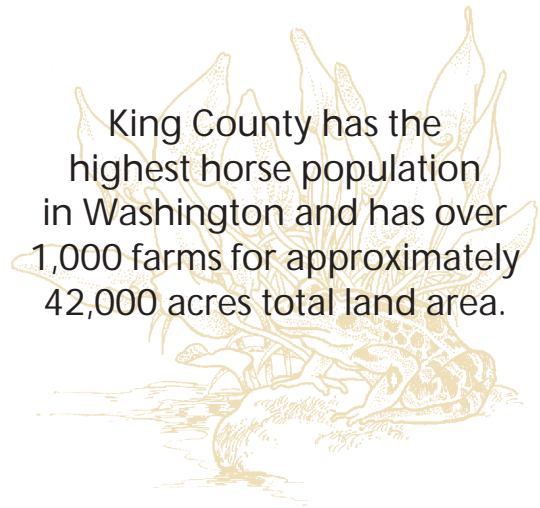 King County has the
highest horse population
in Washington and has over
1,000 farms for approximately
42,000 acres total land area.